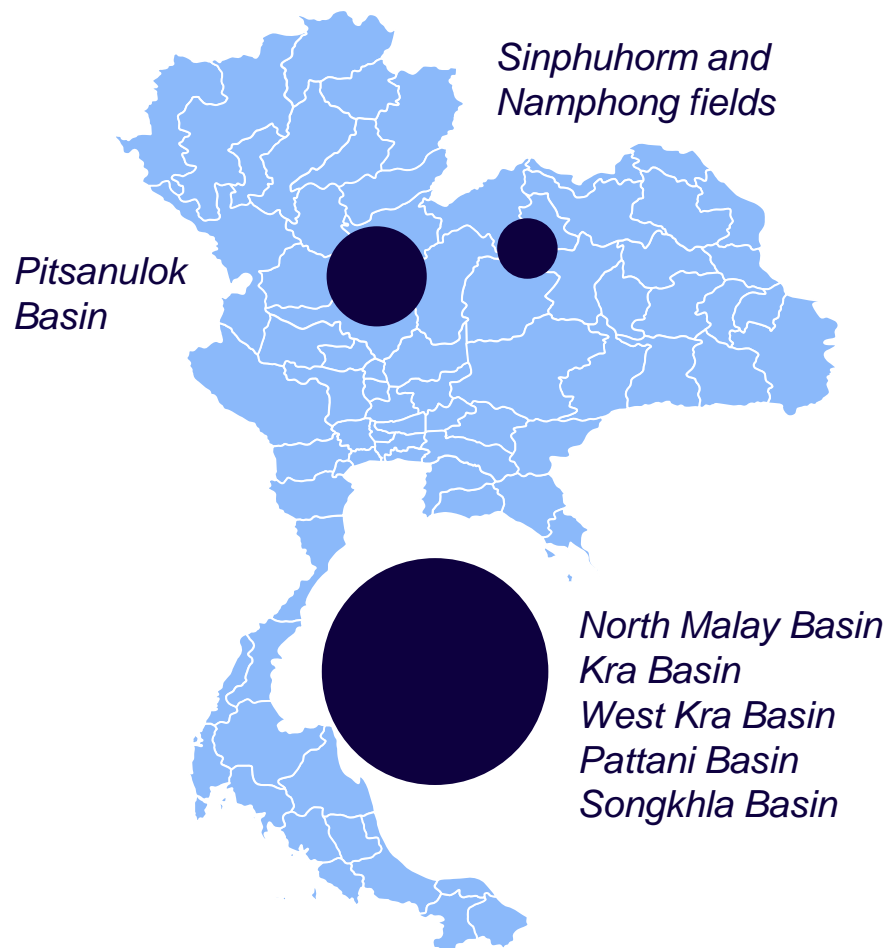 Sinphuhorm and
Namphong fields
Pitsanulok
Basin
North Malay Basin
Kra Basin
West Kra Basin
Pattani Basin
Songkhla Basin